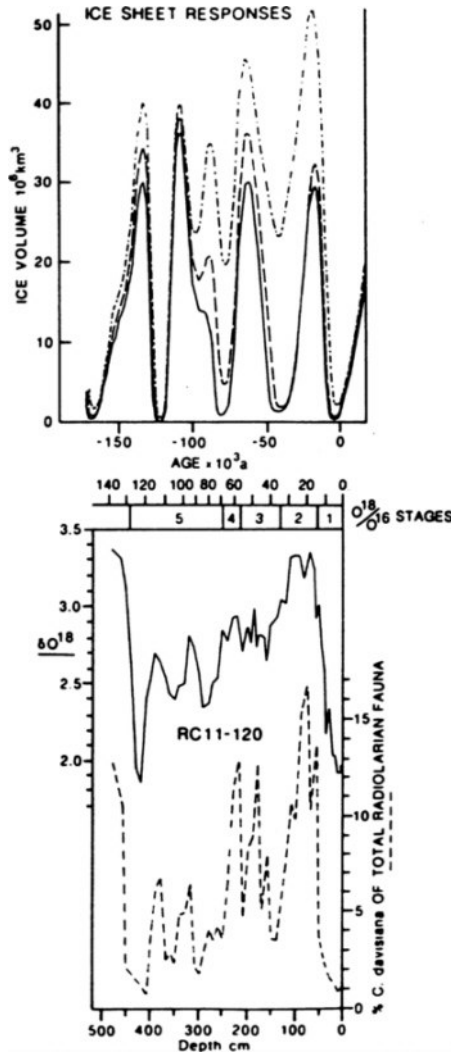 ICE SHEET RESPONSES
50
40
30
20
10
0
ICE VOLUME 10⁶km³
-150 -100 -50 0
AGE × 10³a
140 120 100 80 60 40 20 0
5 4 3 2 1 O18/O16 STAGES
3.5
3.0
2.5
2.0
δO18
RC11-120
15
10
5
0
% C. davisiana OF TOTAL RADIOLARIAN FAUNA
500 400 300 200 100 0
Depth cm